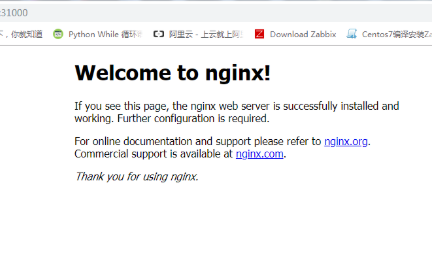 :31000
你就知道 Python While 循环 阿里云 - 上云就上阿 Download Zabbix Centos7编译安装Za
Welcome to nginx!
If you see this page, the nginx web server is successfully installed and
working. Further configuration is required.
For online documentation and support please refer to nginx.org.
Commercial support is available at nginx.com.
Thank you for using nginx.